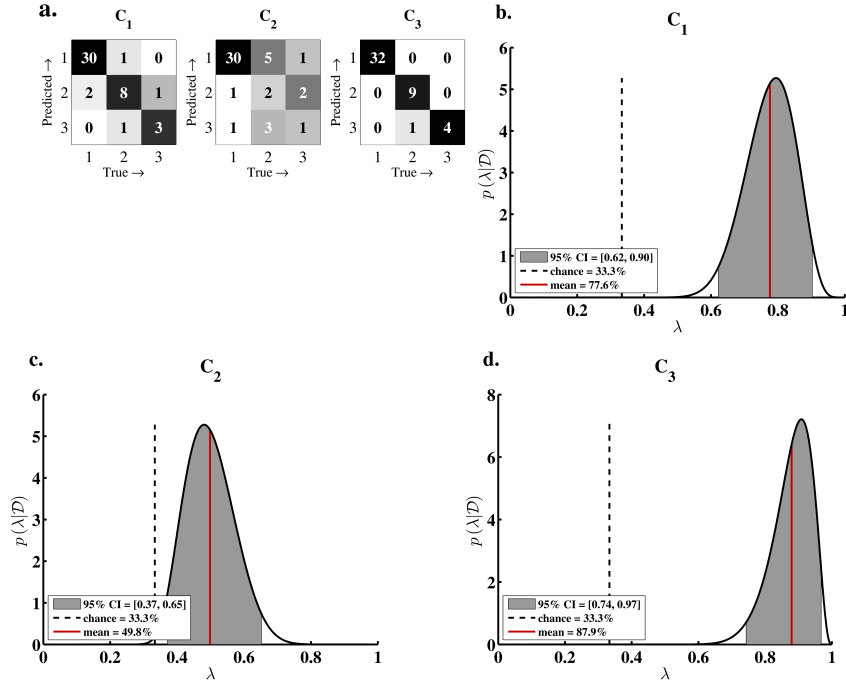 a.
C1
C2
C3
Predicted →
1 30 1 0
2 2 8 1
3 0 1 3
1 2 3
True →
Predicted →
1 30 5 1
2 1 2 2
3 1 3 1
1 2 3
True →
Predicted →
1 32 0 0
2 0 9 0
3 0 1 4
1 2 3
True →
b.
C1
6
5
4
3
2
1
0
p (λ|D)
95% CI = [0.62, 0.90]
chance = 33.3%
mean = 77.6%
0 0.2 0.4 0.6 0.8 1
λ
c.
C2
6
5
4
3
2
1
0
p (λ|D)
95% CI = [0.37, 0.65]
chance = 33.3%
mean = 49.8%
0 0.2 0.4 0.6 0.8 1
λ
d.
C3
8
6
4
2
0
p (λ|D)
95% CI = [0.74, 0.97]
chance = 33.3%
mean = 87.9%
0 0.2 0.4 0.6 0.8 1
λ